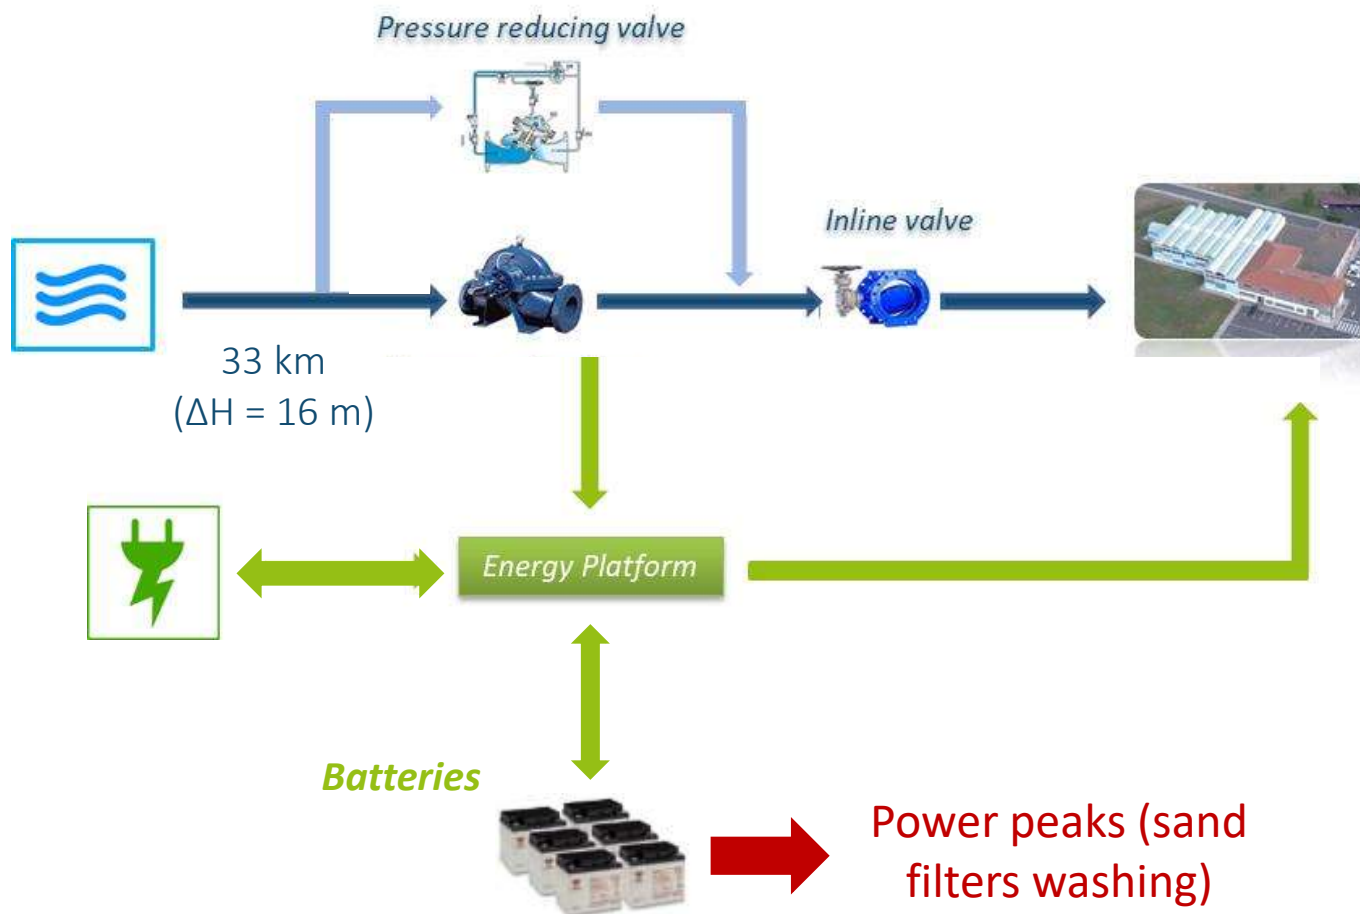 Pressure reducing valve
Inline valve
33 km
(ΔH = 16 m)
Energy Platform
Batteries
Power peaks (sand
filters washing)